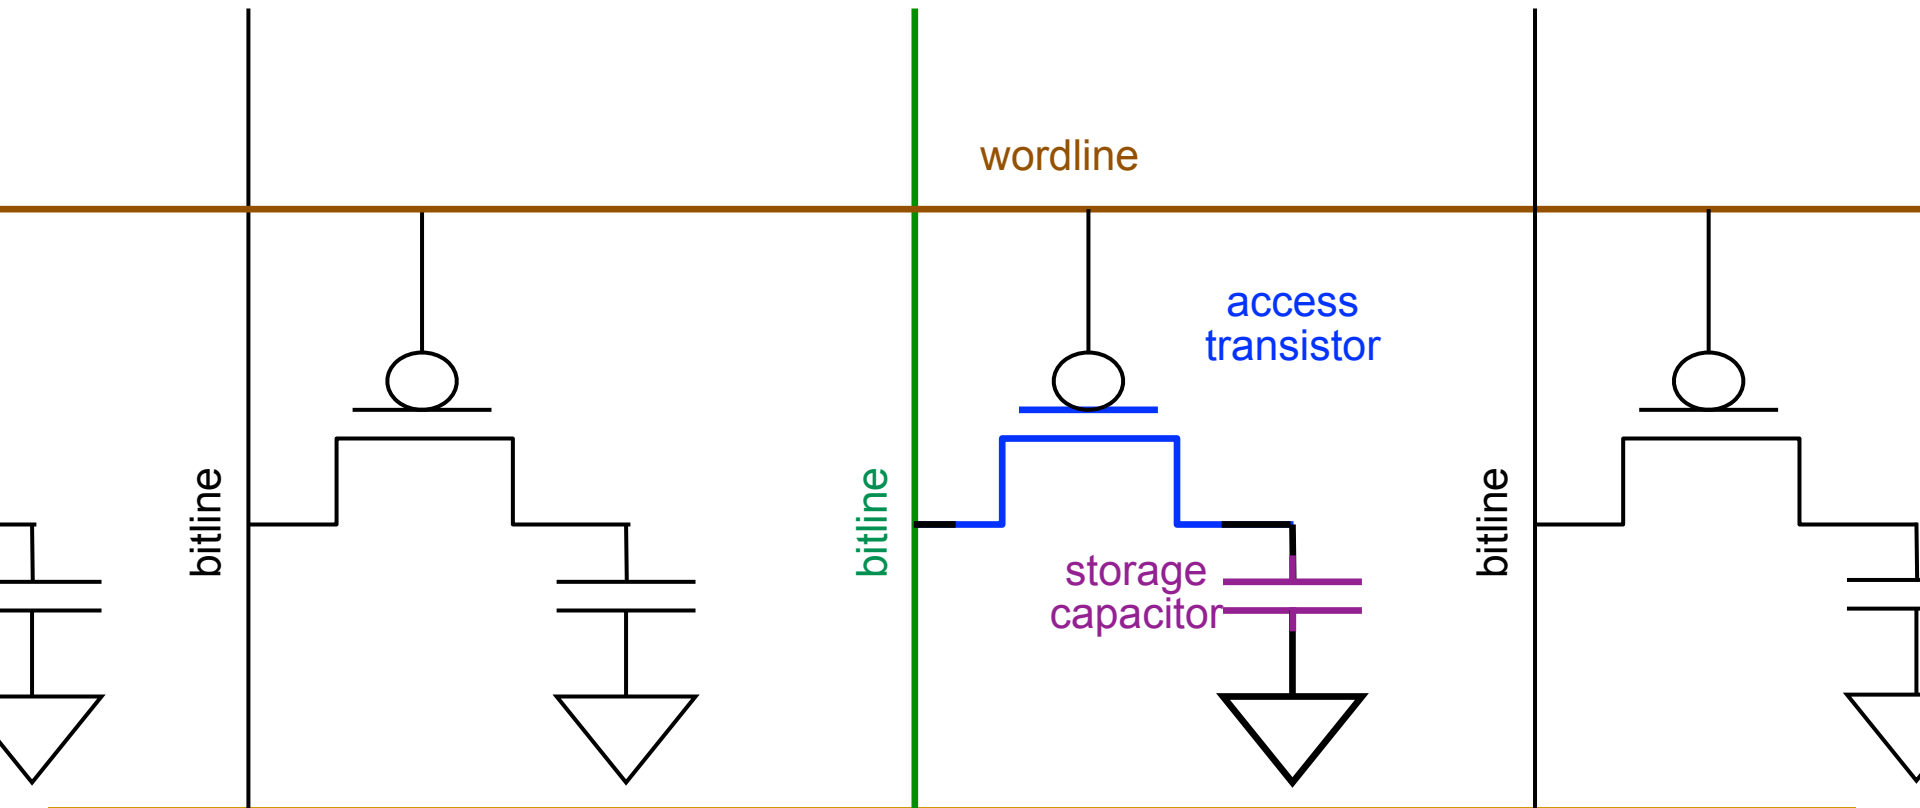 wordline
access
transistor
bitline
bitline
bitline
storage
capacitor